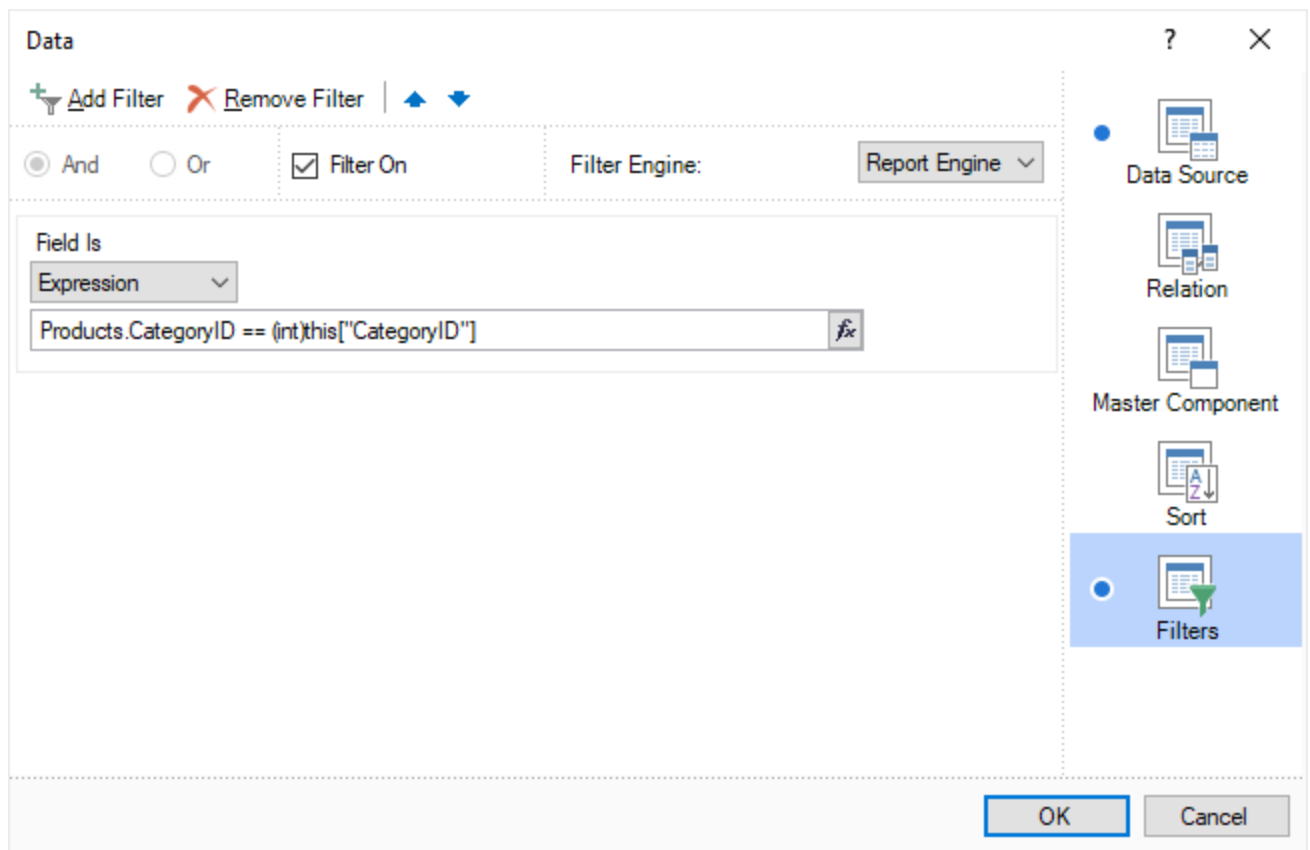 Data ?
Add Filter Remove Filter
And Or Filter On Filter Engine: Report Engine
Field Is
Expression
Products.CategoryID == (int)this["CategoryID"] fx
Data Source
Relation
Master Component
A
Z
Sort
Filters
OK Cancel